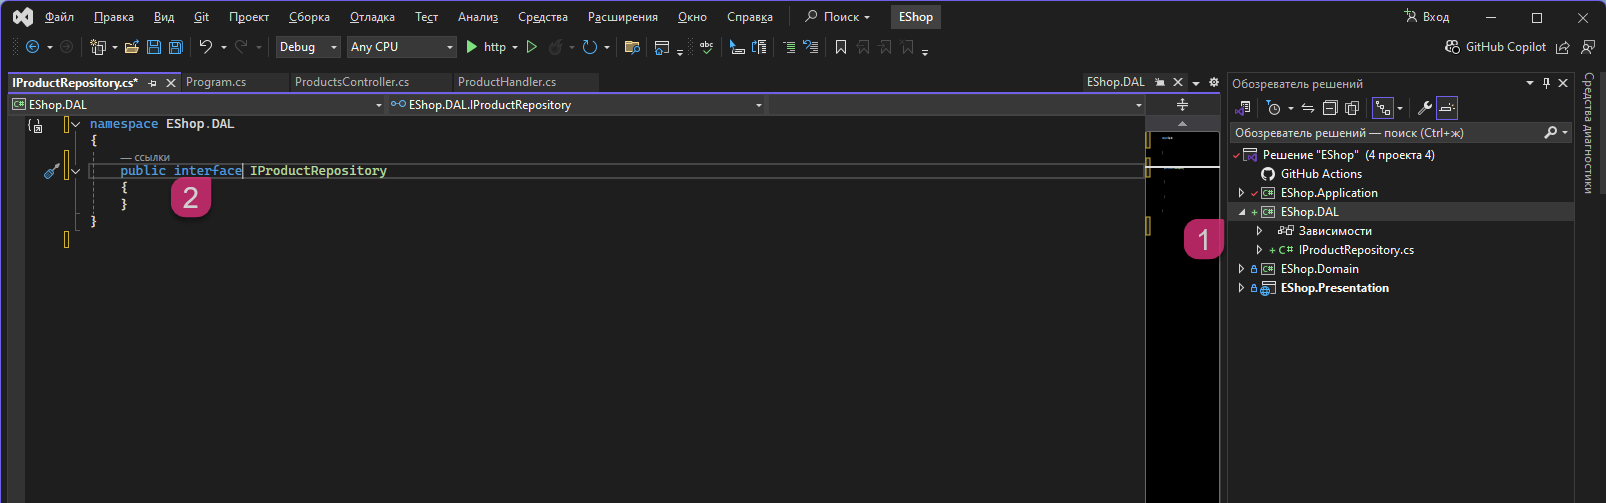 Файл Правка Вид Git Проект Сборка Отладка Тест Анализ Средства Расширения Окно Справка Поиск EShop Вход
Debug Any CPU http abc GitHub Copilot
IProductRepository.cs* Program.cs ProductsController.cs ProductHandler.cs EShop.DAL
C# EShop.DAL EShop.DAL.IProductRepository
namespace EShop.DAL
{
— ссылки
public interface IProductRepository
{
}
}
2
1
Обозреватель решений
Обозреватель решений — поиск (Ctrl+ж)
Решение "EShop" (4 проекта 4)
GitHub Actions
C# EShop.Application
C# EShop.DAL
Зависимости
C# IProductRepository.cs
C# EShop.Domain
EShop.Presentation
Средства диагностики